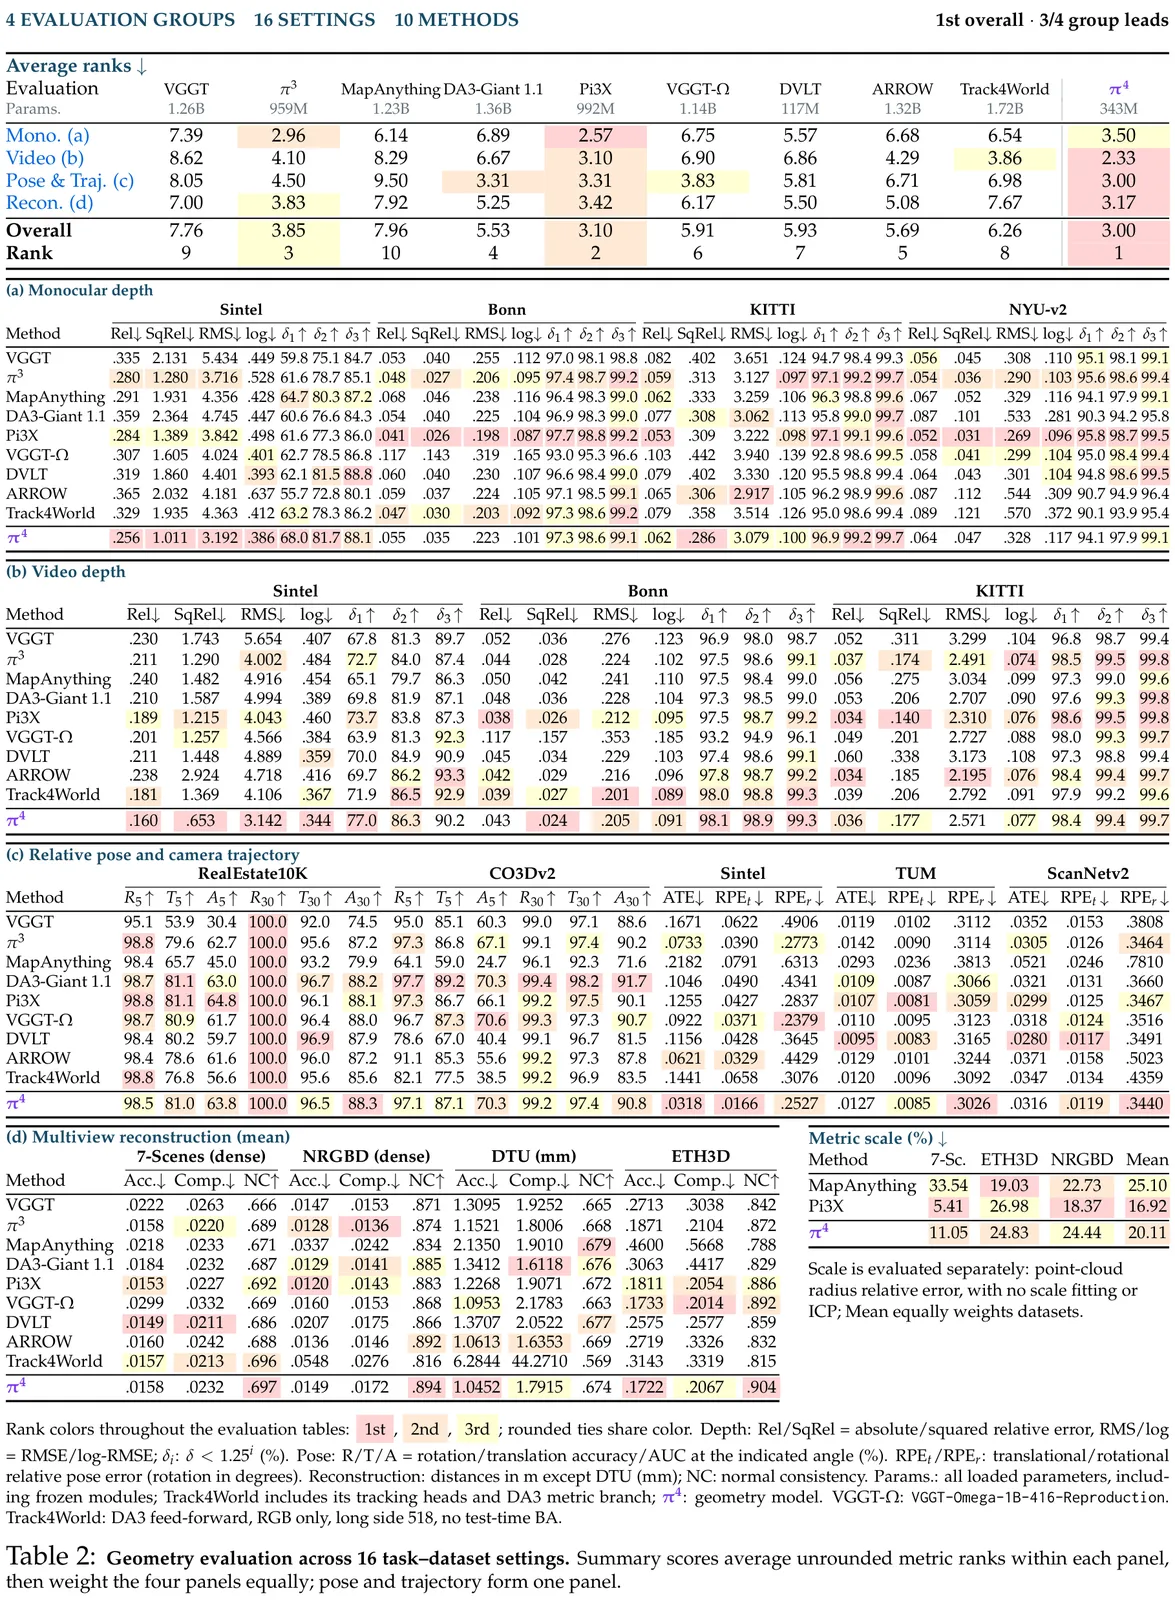 4 EVALUATION GROUPS 16 SETTINGS 10 METHODS 1st overall · 3/4 group leads
Average ranks ↓
Evaluation VGGT π³ MapAnything DA3-Giant 1.1 Pi3X VGGT-Ω DVLT ARROW Track4World π⁴
Params. 1.26B 959M 1.23B 1.36B 992M 1.14B 117M 1.32B 1.72B 343M
Mono. (a) 7.39 2.96 6.14 6.89 2.57 6.75 5.57 6.68 6.54 3.50
Video (b) 8.62 4.10 8.29 6.67 3.10 6.90 6.86 4.29 3.86 2.33
Pose & Traj. (c) 8.05 4.50 9.50 3.31 3.31 3.83 5.81 6.71 6.98 3.00
Recon. (d) 7.00 3.83 7.92 5.25 3.42 6.17 5.50 5.08 7.67 3.17
Overall 7.76 3.85 7.96 5.53 3.10 5.91 5.93 5.69 6.26 3.00
Rank 9 3 10 4 2 6 7 5 8 1
(a) Monocular depth
Sintel Bonn KITTI NYU-v2
Method Rel↓ SqRel↓ RMS↓ log↓ δ₁↑ δ₂↑ δ₃↑ Rel↓ SqRel↓ RMS↓ log↓ δ₁↑ δ₂↑ δ₃↑ Rel↓ SqRel↓ RMS↓ log↓ δ₁↑ δ₂↑ δ₃↑ Rel↓ SqRel↓ RMS↓ log↓ δ₁↑ δ₂↑ δ₃↑
VGGT .335 2.131 5.434 .449 59.8 75.1 84.7 .053 .040 .255 .112 97.0 98.1 98.8 .082 .402 3.651 .124 94.7 98.4 99.3 .056 .045 .308 .110 95.1 98.1 99.1
π³ .280 1.280 3.716 .528 61.6 78.7 85.1 .048 .027 .206 .095 97.4 98.7 99.2 .059 .313 3.127 .097 97.1 99.2 99.7 .054 .036 .290 .103 95.6 98.6 99.4
MapAnything .291 1.931 4.356 .428 64.7 80.3 87.2 .068 .046 .238 .116 96.4 98.3 99.0 .062 .333 3.259 .106 96.3 98.8 99.6 .067 .052 .329 .116 94.1 97.9 99.1
DA3-Giant 1.1 .359 2.364 4.745 .447 60.6 76.6 84.3 .054 .040 .225 .104 96.9 98.3 99.0 .077 .308 3.062 .113 95.8 99.0 99.7 .087 .101 .533 .281 90.3 94.2 95.8
Pi3X .284 1.389 3.842 .498 61.6 77.3 86.0 .041 .026 .198 .087 97.7 98.8 99.2 .053 .309 3.222 .098 97.1 99.1 99.6 .052 .031 .269 .096 95.8 98.7 99.5
VGGT-Ω .307 1.605 4.024 .401 62.7 78.5 86.8 .117 .143 .319 .165 93.0 95.3 96.6 .103 .442 3.940 .139 92.8 98.6 99.5 .058 .041 .299 .104 95.0 98.4 99.4
DVLT .319 1.860 4.401 .393 62.1 81.5 88.8 .060 .040 .230 .107 96.6 98.4 99.0 .079 .402 3.330 .120 95.5 98.8 99.4 .064 .043 .301 .104 94.8 98.6 99.5
ARROW .365 2.032 4.181 .637 55.7 72.8 80.1 .059 .037 .224 .105 97.1 98.5 99.1 .065 .306 2.917 .105 96.2 98.9 99.6 .087 .112 .544 .309 90.7 94.9 96.4
Track4World .329 1.935 4.363 .412 63.2 78.3 86.2 .047 .030 .203 .092 97.3 98.6 99.2 .079 .358 3.514 .126 95.0 98.6 99.4 .089 .121 .570 .372 90.1 93.9 95.4
π⁴ .256 1.011 3.192 .386 68.0 81.7 88.1 .055 .035 .223 .101 97.3 98.6 99.1 .062 .286 3.079 .100 96.9 99.2 99.7 .064 .047 .328 .117 94.1 97.9 99.1
(b) Video depth
Sintel Bonn KITTI
Method Rel↓ SqRel↓ RMS↓ log↓ δ₁↑ δ₂↑ δ₃↑ Rel↓ SqRel↓ RMS↓ log↓ δ₁↑ δ₂↑ δ₃↑ Rel↓ SqRel↓ RMS↓ log↓ δ₁↑ δ₂↑ δ₃↑
VGGT .230 1.743 5.654 .407 67.8 81.3 89.7 .052 .036 .276 .123 96.9 98.0 98.7 .052 .311 3.299 .104 96.8 98.7 99.4
π³ .211 1.290 4.002 .484 72.7 84.0 87.4 .044 .028 .224 .102 97.5 98.6 99.1 .037 .174 2.491 .074 98.5 99.5 99.8
MapAnything .240 1.482 4.916 .454 65.1 79.7 86.3 .050 .042 .241 .110 97.5 98.4 99.0 .056 .275 3.034 .099 97.3 99.0 99.6
DA3-Giant 1.1 .210 1.587 4.994 .389 69.8 81.9 87.1 .048 .036 .228 .104 97.3 98.5 99.0 .053 .206 2.707 .090 97.6 99.3 99.8
Pi3X .189 1.215 4.043 .460 73.7 83.8 87.3 .038 .026 .212 .095 97.5 98.7 99.2 .034 .140 2.310 .076 98.6 99.5 99.8
VGGT-Ω .201 1.257 4.566 .384 63.9 81.3 92.3 .117 .157 .353 .185 93.2 94.9 96.1 .049 .201 2.727 .088 98.0 99.3 99.7
DVLT .211 1.448 4.889 .359 70.0 84.9 90.9 .045 .034 .229 .103 97.4 98.6 99.1 .060 .338 3.173 .108 97.3 98.8 99.4
ARROW .238 2.924 4.718 .416 69.7 86.2 93.3 .042 .029 .216 .096 97.8 98.7 99.2 .034 .185 2.195 .076 98.4 99.4 99.7
Track4World .181 1.369 4.106 .367 71.9 86.5 92.9 .039 .027 .201 .089 98.0 98.8 99.3 .039 .206 2.792 .091 97.9 99.2 99.6
π⁴ .160 .653 3.142 .344 77.0 86.3 90.2 .043 .024 .205 .091 98.1 98.9 99.3 .036 .177 2.571 .077 98.4 99.4 99.7
(c) Relative pose and camera trajectory
RealEstate10K CO3Dv2 Sintel TUM ScanNetv2
Method R₅↑ T₅↑ A₅↑ R₃₀↑ T₃₀↑ A₃₀↑ R₅↑ T₅↑ A₅↑ R₃₀↑ T₃₀↑ A₃₀↑ ATE↓ RPEₜ↓ RPEᵣ↓ ATE↓ RPEₜ↓ RPEᵣ↓ ATE↓ RPEₜ↓ RPEᵣ↓
VGGT 95.1 53.9 30.4 100.0 92.0 74.5 95.0 85.1 60.3 99.0 97.1 88.6 .1671 .0622 .4906 .0119 .0102 .3112 .0352 .0153 .3808
π³ 98.8 79.6 62.7 100.0 95.6 87.2 97.3 86.8 67.1 99.1 97.4 90.2 .0733 .0390 .2773 .0142 .0090 .3114 .0305 .0126 .3464
MapAnything 98.4 65.7 45.0 100.0 93.2 79.9 64.1 59.0 24.7 96.1 92.3 71.6 .2182 .0791 .6313 .0293 .0236 .3813 .0521 .0246 .7810
DA3-Giant 1.1 98.7 81.1 63.0 100.0 96.7 88.2 97.7 89.2 70.3 99.4 98.2 91.7 .1046 .0490 .4341 .0109 .0087 .3066 .0321 .0131 .3660
Pi3X 98.8 81.1 64.8 100.0 96.1 88.1 97.3 86.7 66.1 99.2 97.5 90.1 .1255 .0427 .2837 .0107 .0081 .3059 .0299 .0125 .3467
VGGT-Ω 98.7 80.9 61.7 100.0 96.4 88.0 96.7 87.3 70.6 99.3 97.3 90.7 .0922 .0371 .2379 .0110 .0095 .3123 .0318 .0124 .3516
DVLT 98.4 80.2 59.7 100.0 96.9 87.9 78.6 67.0 40.4 99.1 96.7 81.5 .1156 .0428 .3645 .0095 .0083 .3165 .0280 .0117 .3491
ARROW 98.4 78.6 61.6 100.0 96.0 87.2 91.1 85.3 55.6 99.2 97.3 87.8 .0621 .0329 .4429 .0129 .0101 .3244 .0371 .0158 .5023
Track4World 98.8 76.8 56.6 100.0 95.6 85.6 82.1 77.5 38.5 99.2 96.9 83.5 .1441 .0658 .3076 .0120 .0096 .3092 .0347 .0134 .4359
π⁴ 98.5 81.0 63.8 100.0 96.5 88.3 97.1 87.1 70.3 99.2 97.4 90.8 .0318 .0166 .2527 .0127 .0085 .3026 .0316 .0119 .3440
(d) Multiview reconstruction (mean)
7-Scenes (dense) NRGBD (dense) DTU (mm) ETH3D
Method Acc.↓ Comp.↓ NC↑ Acc.↓ Comp.↓ NC↑ Acc.↓ Comp.↓ NC↑ Acc.↓ Comp.↓ NC↑
VGGT .0222 .0263 .666 .0147 .0153 .871 1.3095 1.9252 .665 .2713 .3038 .842
π³ .0158 .0220 .689 .0128 .0136 .874 1.1521 1.8006 .668 .1871 .2104 .872
MapAnything .0218 .0233 .671 .0337 .0242 .834 2.1350 1.9010 .679 .4600 .5668 .788
DA3-Giant 1.1 .0184 .0232 .687 .0129 .0141 .885 1.3412 1.6118 .676 .3063 .4417 .829
Pi3X .0153 .0227 .692 .0120 .0143 .883 1.2268 1.9071 .672 .1811 .2054 .886
VGGT-Ω .0299 .0332 .669 .0160 .0153 .868 1.0953 2.1783 .663 .1733 .2014 .892
DVLT .0149 .0211 .686 .0207 .0175 .866 1.3707 2.0522 .677 .2575 .2577 .859
ARROW .0160 .0242 .688 .0136 .0146 .892 1.0613 1.6353 .669 .2719 .3326 .832
Track4World .0157 .0213 .696 .0548 .0276 .816 6.2844 44.2710 .569 .3143 .3319 .815
π⁴ .0158 .0232 .697 .0149 .0172 .894 1.0452 1.7915 .674 .1722 .2067 .904
Metric scale (%) ↓
Method 7-Sc. ETH3D NRGBD Mean
MapAnything 33.54 19.03 22.73 25.10
Pi3X 5.41 26.98 18.37 16.92
π⁴ 11.05 24.83 24.44 20.11
Scale is evaluated separately: point-cloud
radius relative error, with no scale fitting or
ICP; Mean equally weights datasets.
Rank colors throughout the evaluation tables: 1st , 2nd , 3rd ; rounded ties share color. Depth: Rel/SqRel = absolute/squared relative error, RMS/log
= RMSE/log-RMSE; δᵢ: δ < 1.25ⁱ (%). Pose: R/T/A = rotation/translation accuracy/AUC at the indicated angle (%). RPEₜ/RPEᵣ: translational/rotational
relative pose error (rotation in degrees). Reconstruction: distances in m except DTU (mm); NC: normal consistency. Params.: all loaded parameters, includ-
ing frozen modules; Track4World includes its tracking heads and DA3 metric branch; π⁴: geometry model. VGGT-Ω: VGGT-Omega-1B-416-Reproduction.
Track4World: DA3 feed-forward, RGB only, long side 518, no test-time BA.
Table 2: Geometry evaluation across 16 task–dataset settings. Summary scores average unrounded metric ranks within each panel,
then weight the four panels equally; pose and trajectory form one panel.